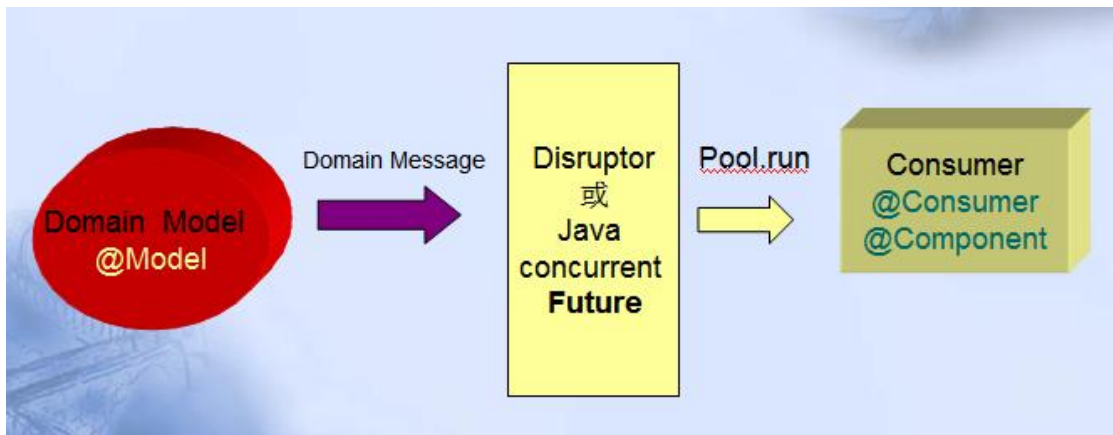 Domain Model
@Model
Domain Message
Disruptor
或
Java
concurrent
Future
Pool.run
Consumer
@Consumer
@Component